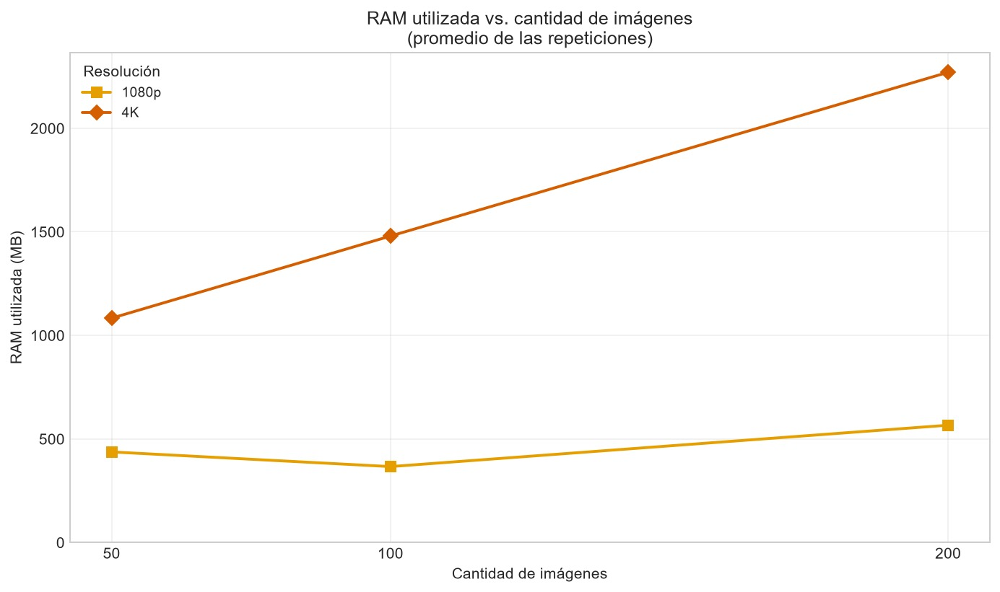 RAM utilizada vs. cantidad de imágenes
(promedio de las repeticiones)
Resolución
1080p
4K
RAM utilizada (MB)
2000
1500
1000
500
0
50 100 200
Cantidad de imágenes